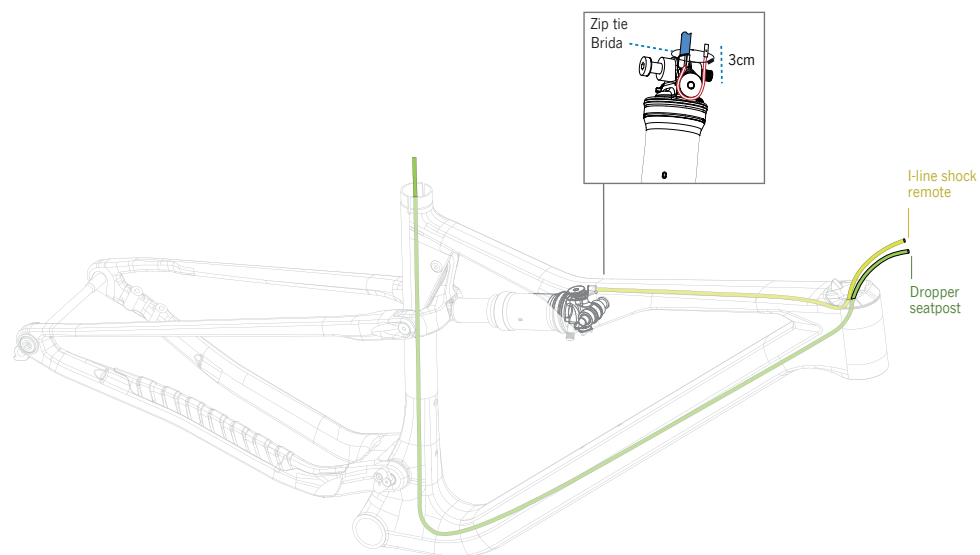 Zip tie
Brida
3cm
I-line shock
remote
Dropper
seatpost